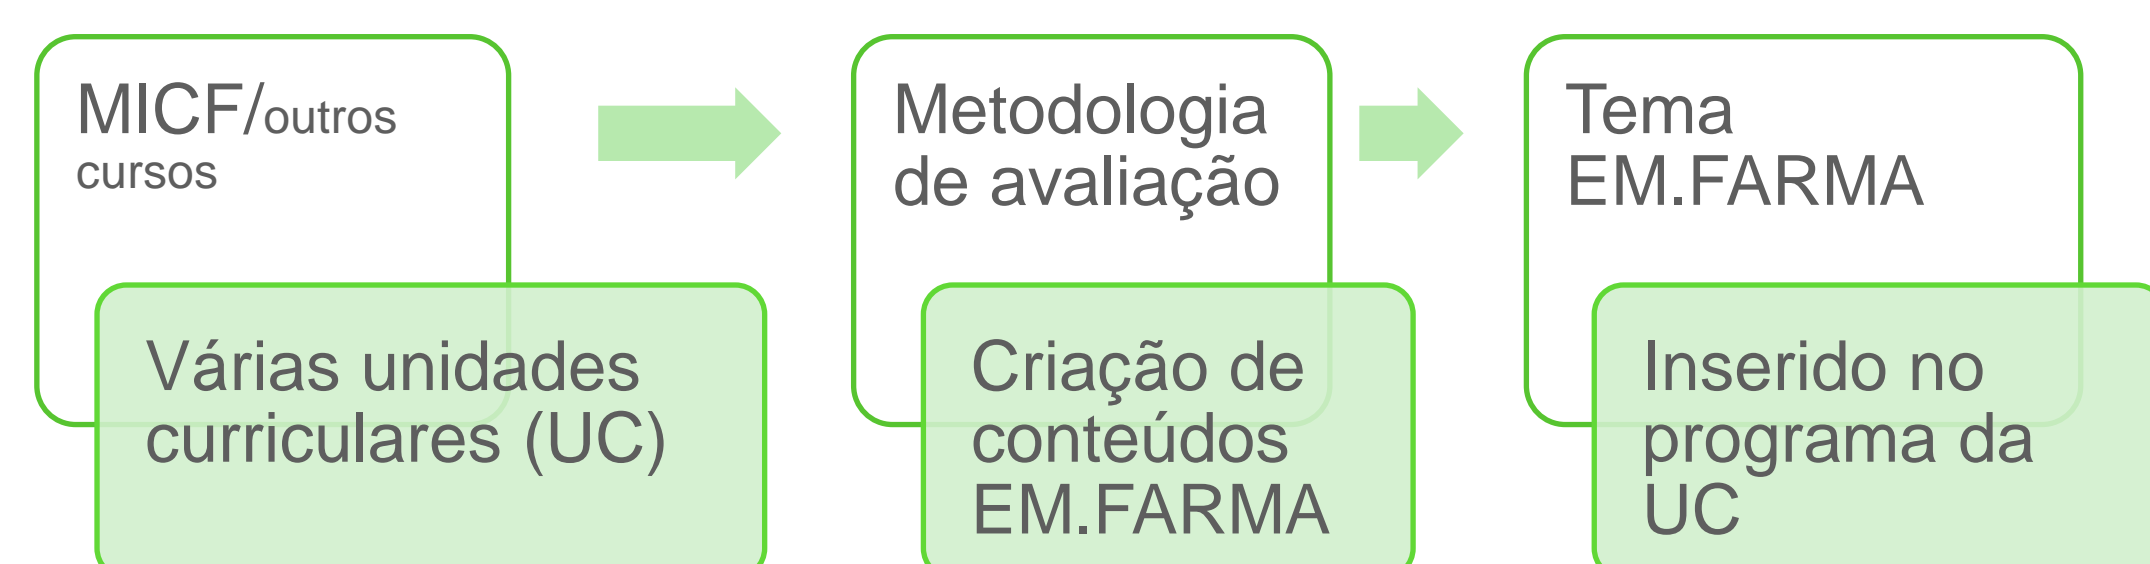 MICF/outros
cursos
Várias unidades
curriculares (UC)
Metodologia
de avaliação
Criação de
conteúdos
EM.FARMA
Tema
EM.FARMA
Inserido no
programa da
UC